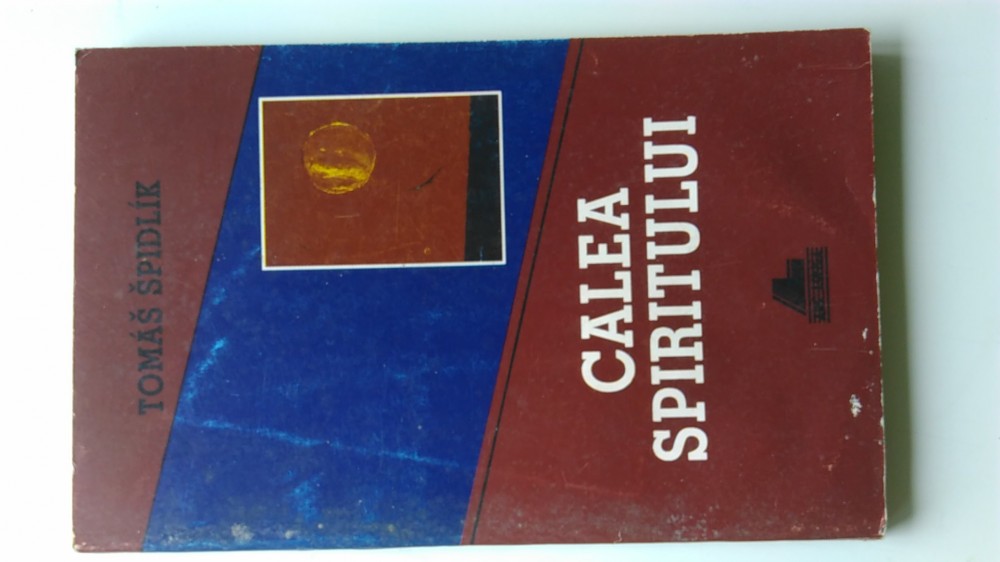 TOMÁŠ ŠPIDLÍK
CALEA
SPIRITULUI